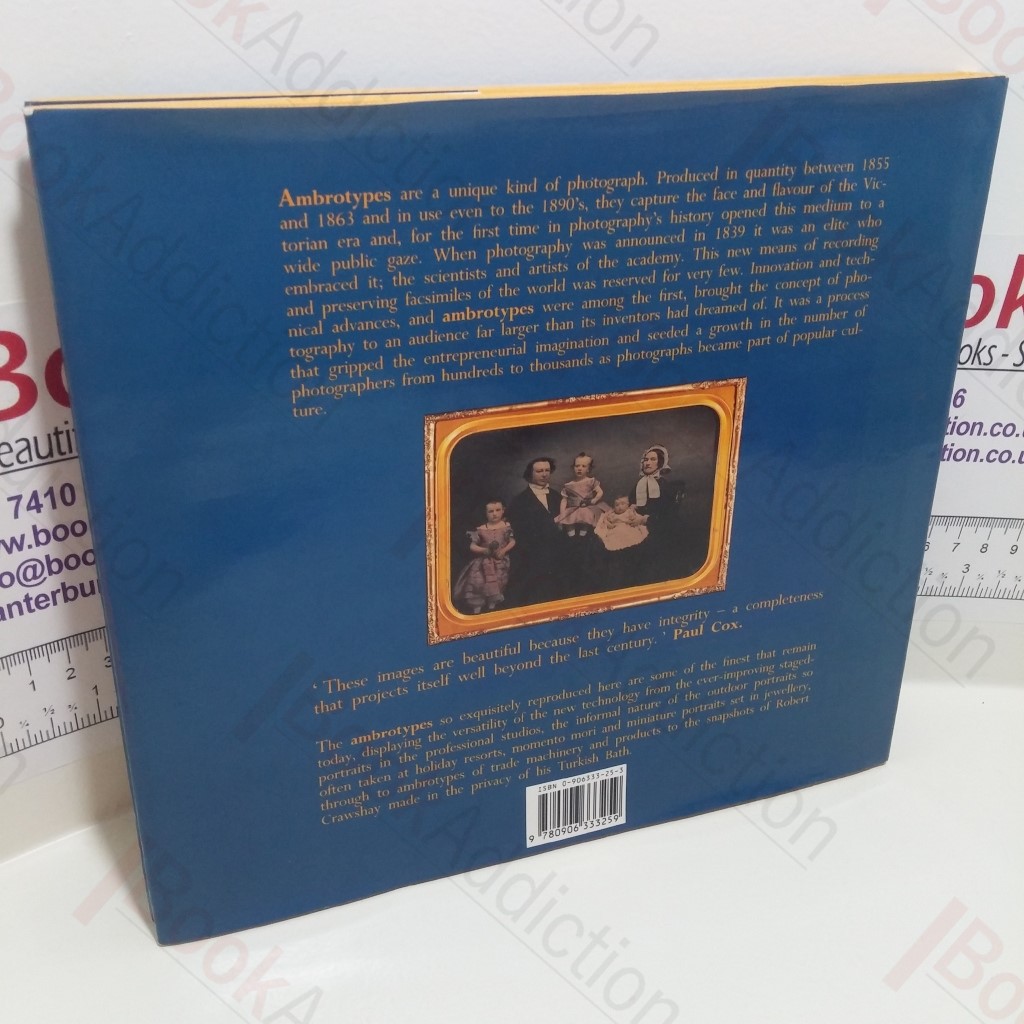 Ambrotypes are a unique kind of photograph. Produced in quantity between 1855
and 1863 and in use even to the 1890's, they capture the face and flavour of the Vic-
torian era and, for the first time in photography's history opened this medium to a
wide public gaze. When photography was announced in 1839 it was an elite who
embraced it; the scientists and artists of the academy. This new means of recording
and preserving facsimiles of the world was reserved for very few. Innovation and tech-
nical advances, and ambrotypes were among the first, brought the concept of pho-
tography to an audience far larger than its inventors had dreamed of. It was a process
that gripped the entrepreneurial imagination and seeded a growth in the number of
photographers from hundreds to thousands as photographs became part of popular cul-
ture.
‘ These images are beautiful because they have integrity – a completeness
that projects itself well beyond the last century. ’ Paul Cox.
The ambrotypes so exquisitely reproduced here are some of the finest that remain
today, displaying the versatility of the new technology from the ever-improving staged-
portraits in the professional studios, the informal nature of the outdoor portraits so
often taken at holiday resorts, momento mori and miniature portraits set in jewellery,
through to ambrotypes of trade machinery and products to the snapshots of Robert
Crawshay made in the privacy of his Turkish Bath.
ISBN 0-906333-25-3
9 780906 333259
7410
6
BookAddiction